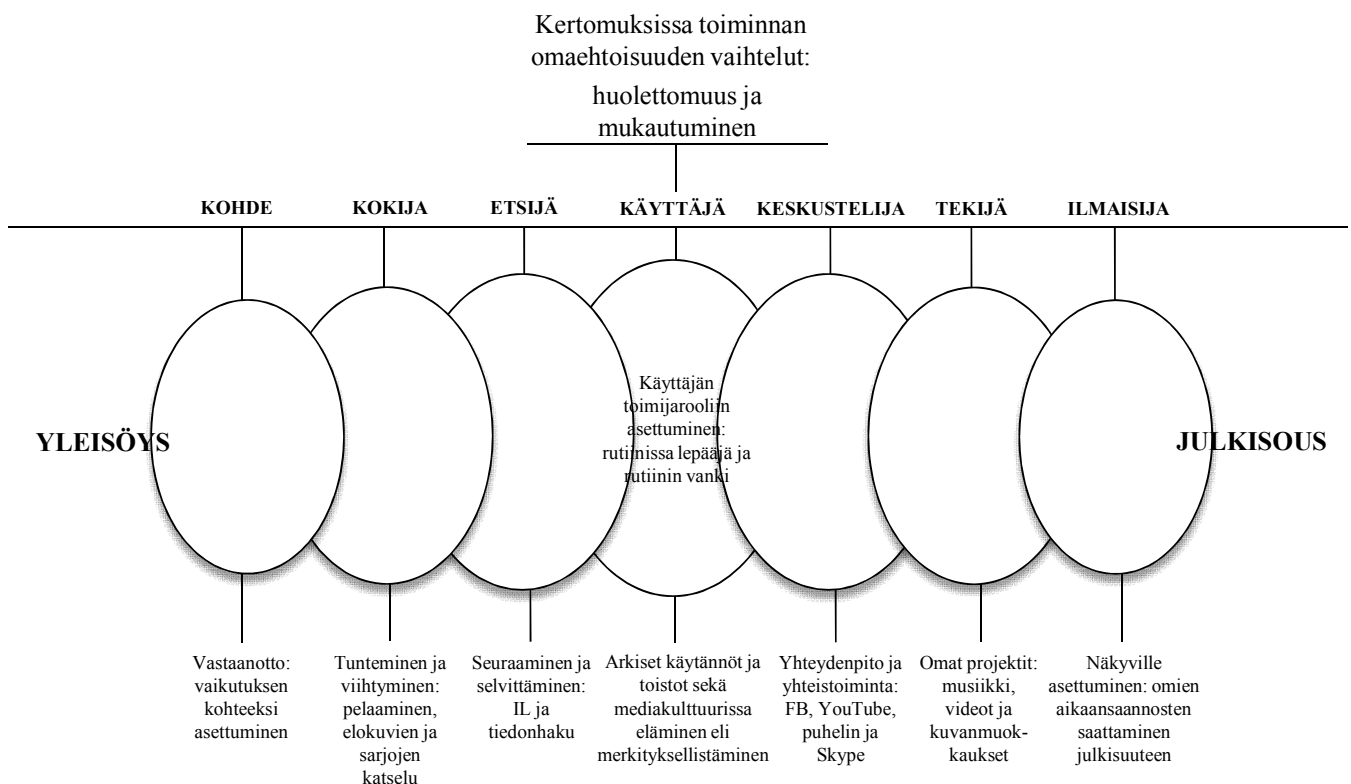 Kertomuksissa toiminnan
omaehtoisuuden vaihtelut:
huolettomuus ja
mukautuminen
KOHDE
KOKIJA
ETSIJÄ
KÄYTTÄJÄ
KESKUSTELIJA
TEKIJÄ
ILMAISIJA
YLEISÖYS
Käyttäjän
toimijarooliin
asettuminen:
rutiinissa lepääjä ja
rutiinin vanki
JULKISOUS
Vastaanotto:
vaikutuksen
kohteeksi
asettuminen
Tunteminen ja
viihtyminen:
pelaaminen,
elokuvien ja
sarjojen
katselu
Seuraaminen ja
selvittäminen:
IL ja
tiedonhaku
Arkiset käytännöt ja
toistot sekä
mediakulttuurissa
eläminen eli
merkityksellistäminen
Yhteydenpito ja
yhteistoiminta:
FB, YouTube,
puhelin ja
Skype
Omat projektit:
musiikki,
videot ja
kuvanmuok-
kaukset
Näkyville
asettuminen: omien
aikaansaannosten
saattaminen
julkisuuteen